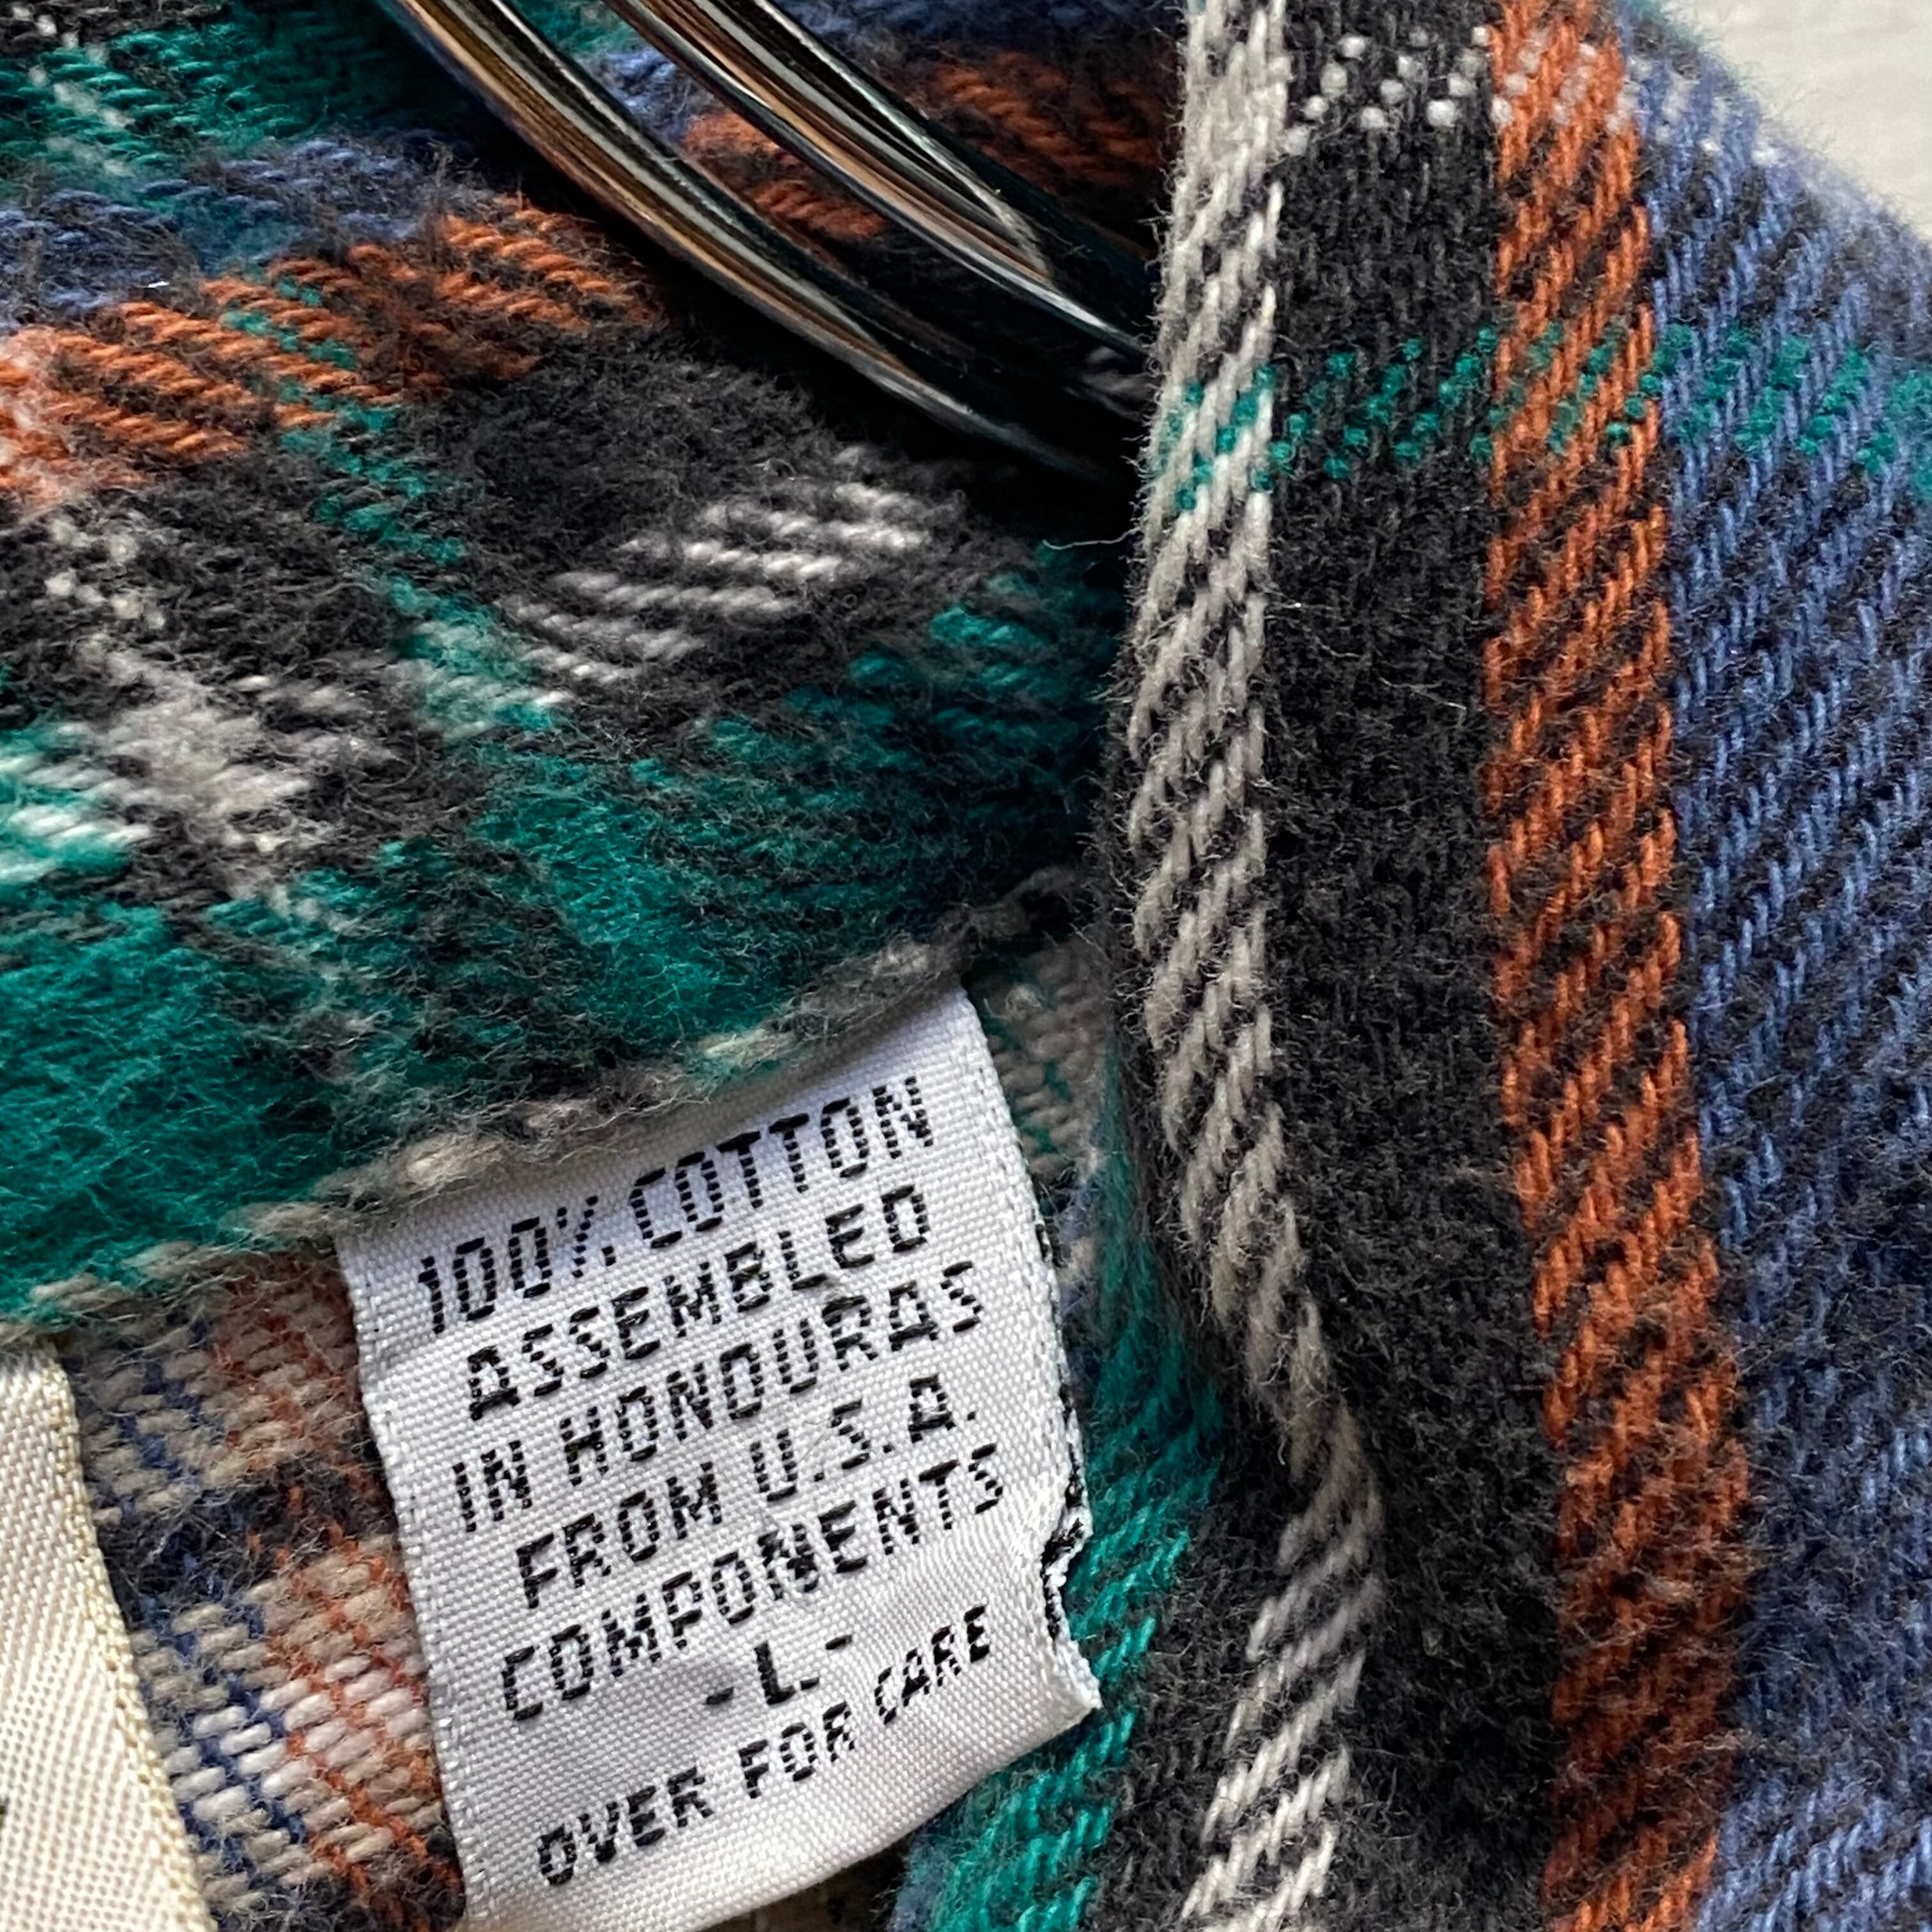 100% COTTON
ASSEMBLED
IN HONDURAS
FROM U.S.A.
COMPONENTS
-L-
OVER FOR CARE